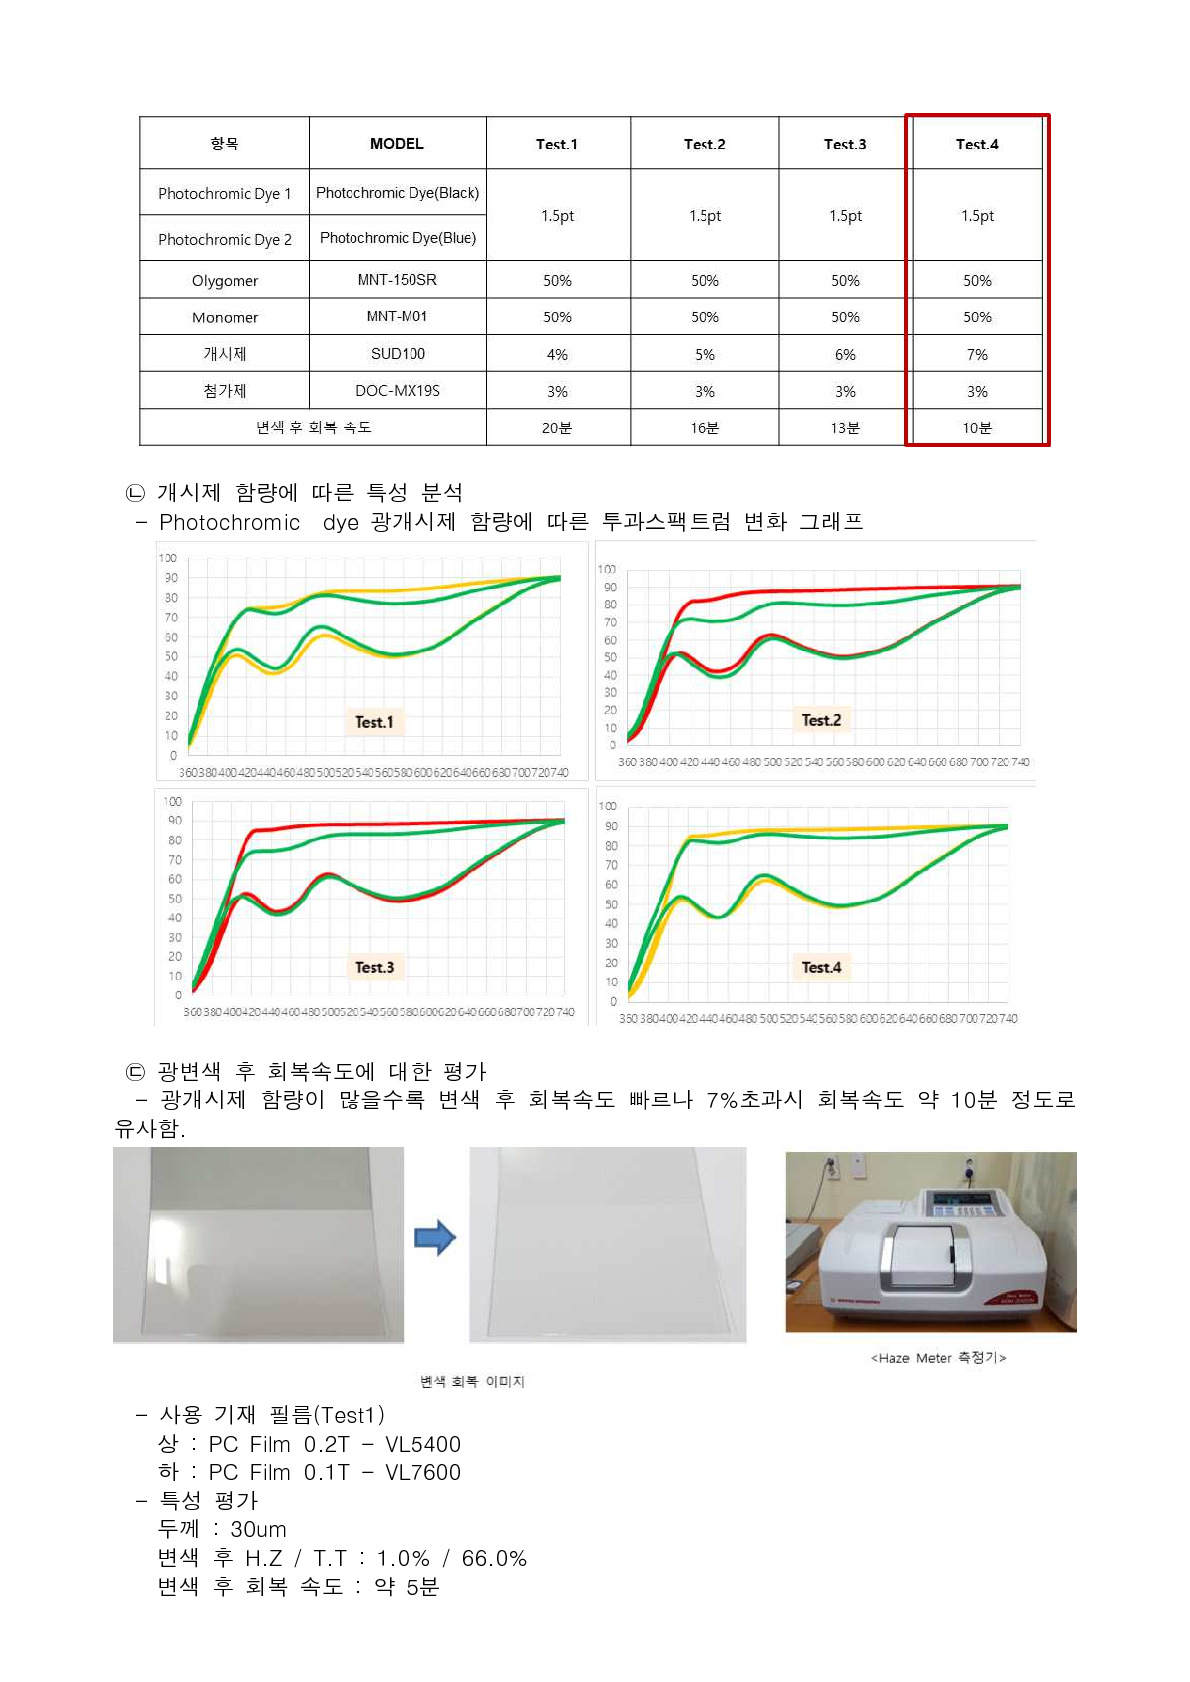 항목 MODEL Test.1 Test.2 Test.3 Test.4
Photochromic Dye 1 Photochromic Dye(Black) 1.5pt 1.5pt 1.5pt 1.5pt
Photochromic Dye 2 Photochromic Dye(Blue)
Olygomer MNT-150SR 50% 50% 50% 50%
Monomer MNT-M01 50% 50% 50% 50%
개시제 SUD100 4% 5% 6% 7%
첨가제 DOC-MX19S 3% 3% 3% 3%
변색 후 회복 속도 20분 16분 13분 10분
㉡ 개시제 함량에 따른 특성 분석
- Photochromic dye 광개시제 함량에 따른 투과스팩트럼 변화 그래프
100
90
80
70
60
50
40
30
20
10
0
Test.1
360 380 400 420 440 460 480 500 520 540 560 580 600 620 640 660 680 700 720 740
100
90
80
70
60
50
40
30
20
10
0
Test.2
360 380 400 420 440 460 480 500 520 540 560 580 600 620 640 660 680 700 720 740
100
90
80
70
60
50
40
30
20
10
0
Test.3
360 380 400 420 440 460 480 500 520 540 560 580 600 620 640 660 680 700 720 740
100
90
80
70
60
50
40
30
20
10
0
Test.4
360 380 400 420 440 460 480 500 520 540 560 580 600 620 640 660 680 700 720 740
㉢ 광변색 후 회복속도에 대한 평가
- 광개시제 함량이 많을수록 변색 후 회복속도 빠르나 7%초과시 회복속도 약 10분 정도로
유사함.
<Haze Meter 측정기>
변색 회복 이미지
- 사용 기재 필름(Test1)
상 : PC Film 0.2T - VL5400
하 : PC Film 0.1T - VL7600
- 특성 평가
두께 : 30um
변색 후 H.Z / T.T : 1.0% / 66.0%
변색 후 회복 속도 : 약 5분